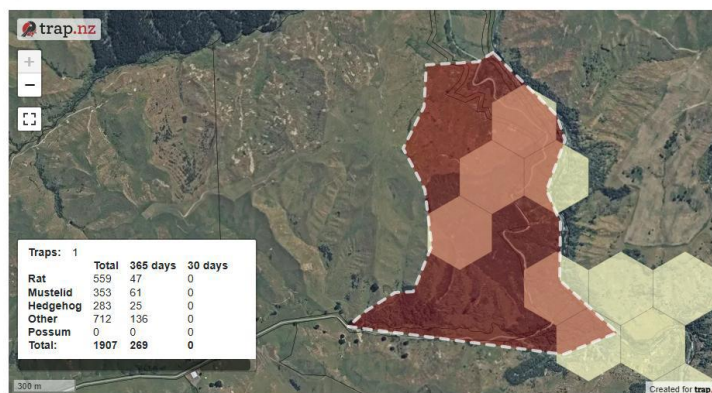 trap.nz
+
−
Traps: 1
Total 365 days 30 days
Rat 559 47 0
Mustelid 353 61 0
Hedgehog 283 25 0
Other 712 136 0
Possum 0 0 0
Total: 1907 269 0
300 m
Created for trap.